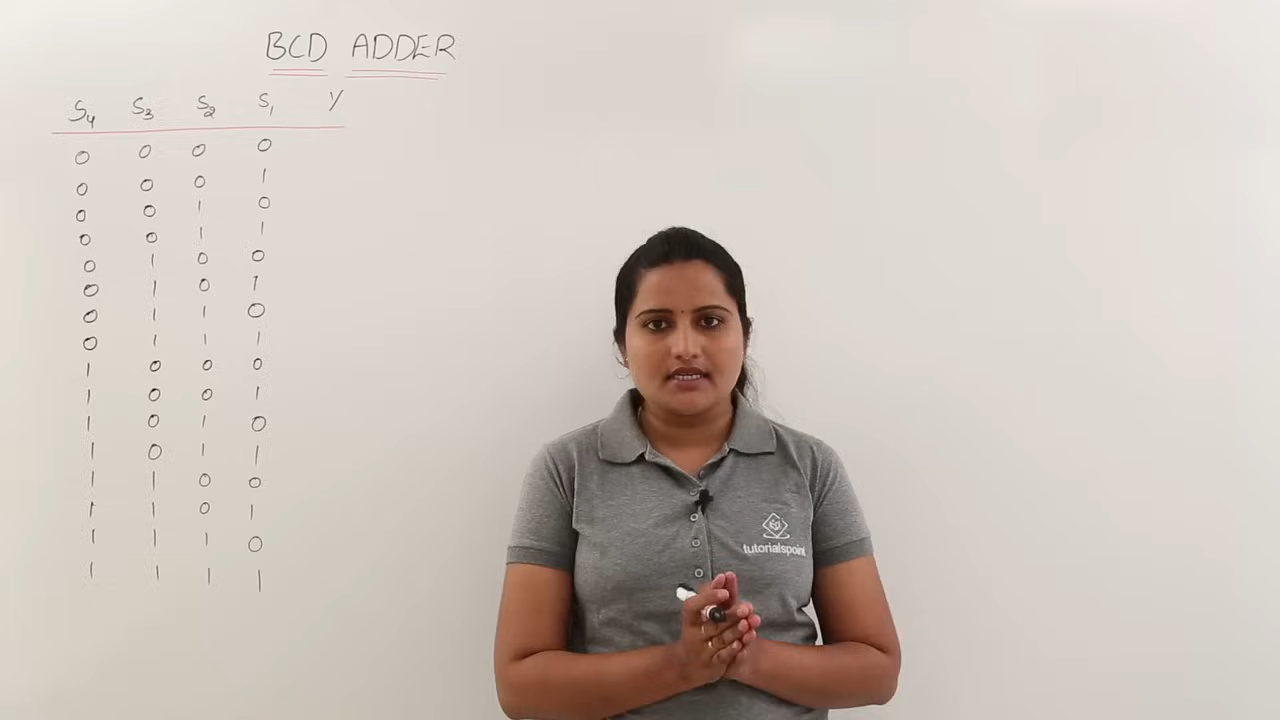 BCD ADDER
S4 S3 S2 S1 Y
0 0 0 0
0 0 0 1
0 0 1 0
0 0 1 1
0 1 0 0
0 1 0 1
0 1 1 0
0 1 1 1
1 0 0 0
1 0 0 1
1 0 1 0
1 0 1 1
1 1 0 0
1 1 0 1
1 1 1 0
1 1 1 1
tutorialspoint